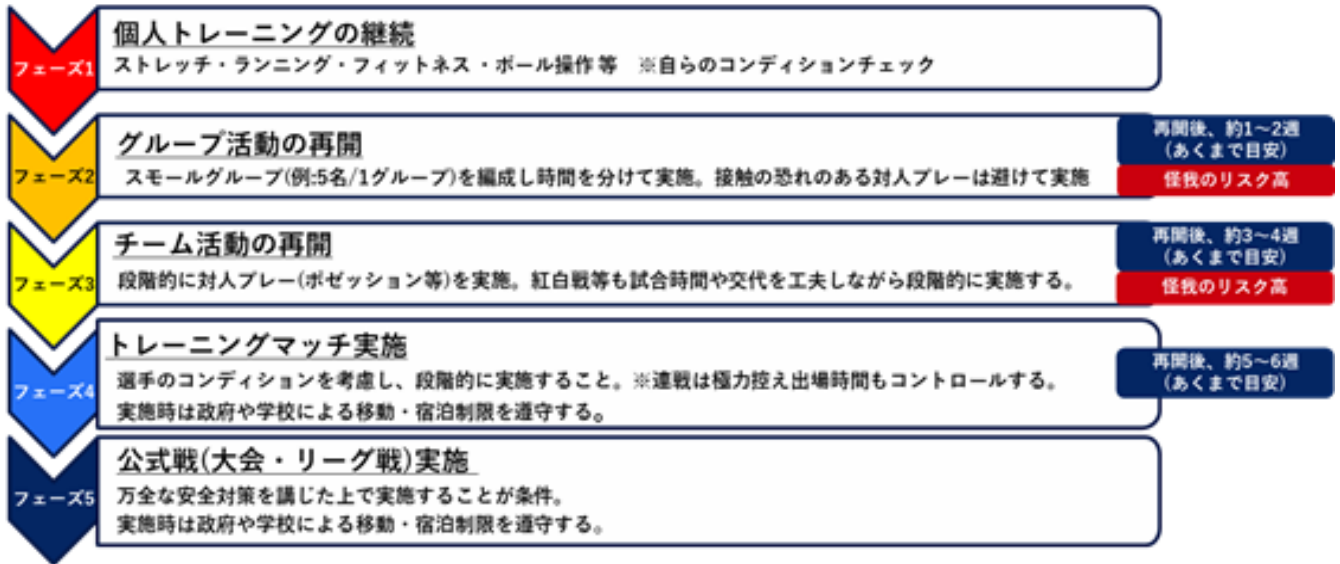 フェーズ1
個人トレーニングの継続
ストレッチ・ランニング・フィットネス・ボール操作 等　※自らのコンディションチェック
フェーズ2
グループ活動の再開
スモールグループ(例:5名/1グループ)を編成し時間を分けて実施。接触の恐れのある対人プレーは避けて実施
再開後、約1～2週
(あくまで目安)
怪我のリスク高
フェーズ3
チーム活動の再開
段階的に対人プレー(ポゼッション等)を実施。紅白戦等も試合時間や交代を工夫しながら段階的に実施する。
再開後、約3～4週
(あくまで目安)
怪我のリスク高
フェーズ4
トレーニングマッチ実施
選手のコンディションを考慮し、段階的に実施すること。※連戦は極力控え出場時間もコントロールする。
実施時は政府や学校による移動・宿泊制限を遵守する。
再開後、約5～6週
(あくまで目安)
フェーズ5
公式戦(大会・リーグ戦)実施
万全な安全対策を講じた上で実施することが条件。
実施時は政府や学校による移動・宿泊制限を遵守する。